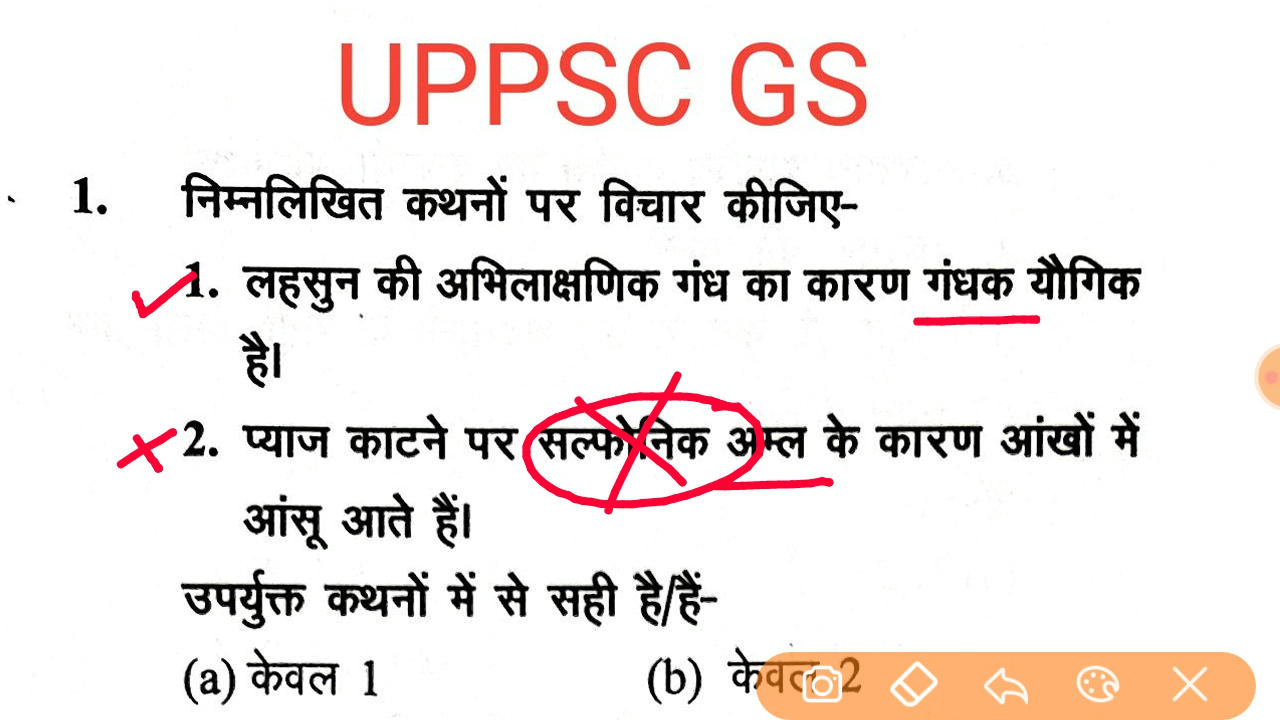 UPPSC GS
1. निम्नलिखित कथनों पर विचार कीजिए-
1. लहसुन की अभिलाक्षणिक गंध का कारण गंधक यौगिक
है।
2. प्याज काटने पर सल्फोनिक अम्ल के कारण आंखों में
आंसू आते हैं।
उपर्युक्त कथनों में से सही है/हैं-
(a) केवल 1 (b) केवल 2